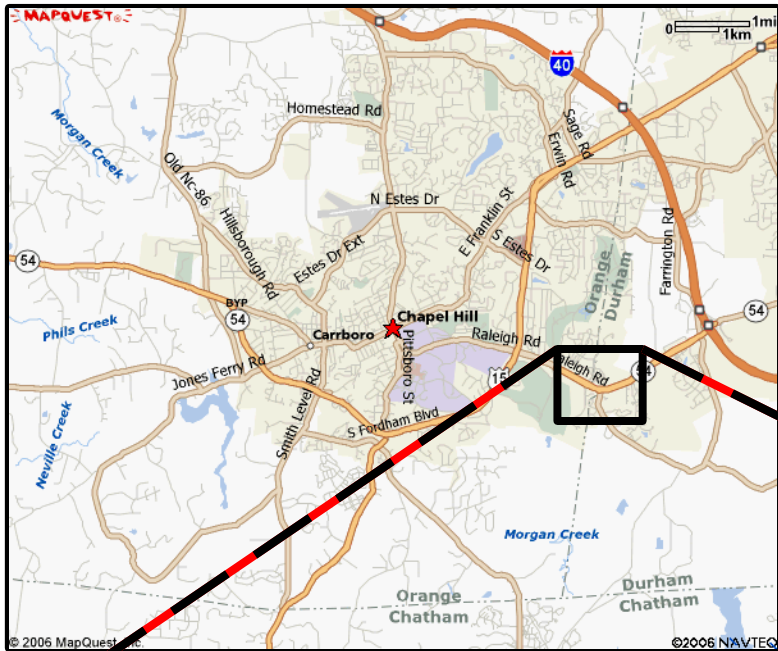 MAPQUEST
0 1mi
1km
40
Homestead Rd
Sage Rd
Erwin Rd
Morgan Creek
Old Nc-86
N Estes Dr
E Franklin St
Hillsborough Rd
Estes Dr Ext
S Estes Dr
Farrington Rd
Orange
Durham
54
BYP
54
Chapel Hill
Carrboro
Pittsboro St
Raleigh Rd
54
Phils Creek
Jones Ferry Rd
15
Raleigh Rd
54
Smith Level Rd
S Fordham Blvd
Neville Creek
Morgan Creek
Orange
Chatham
Durham
Chatham
© 2006 MapQuest, Inc.
©2006 NAVTEQ